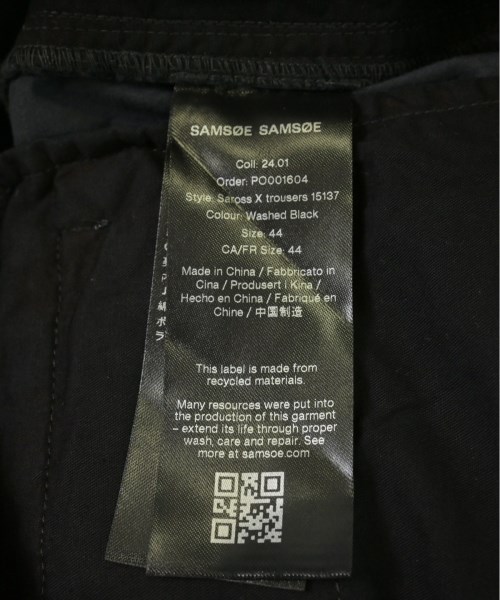 SAMSØE SAMSØE
Coll: 24.01
Order: PO001604
Style: Saross X trousers 15137
Colour: Washed Black
Size: 44
CA/FR Size: 44
Made in China / Fabbricato in
Cina / Produsert i Kina /
Hecho en China / Fabriqué en
Chine / 中国制造
This label is made from
recycled materials.
Many resources were put into
the production of this garment
– extend its life through proper
wash, care and repair. See
more at samsoe.com